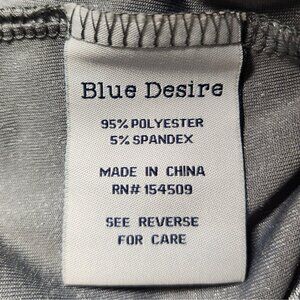 Blue Desire
95% POLYESTER
5% SPANDEX
MADE IN CHINA
RN# 154509
SEE REVERSE
FOR CARE